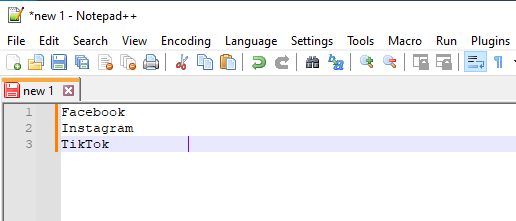 *new 1 - Notepad++
File Edit Search View Encoding Language Settings Tools Macro Run Plugins
new 1
1 Facebook
2 Instagram
3 TikTok